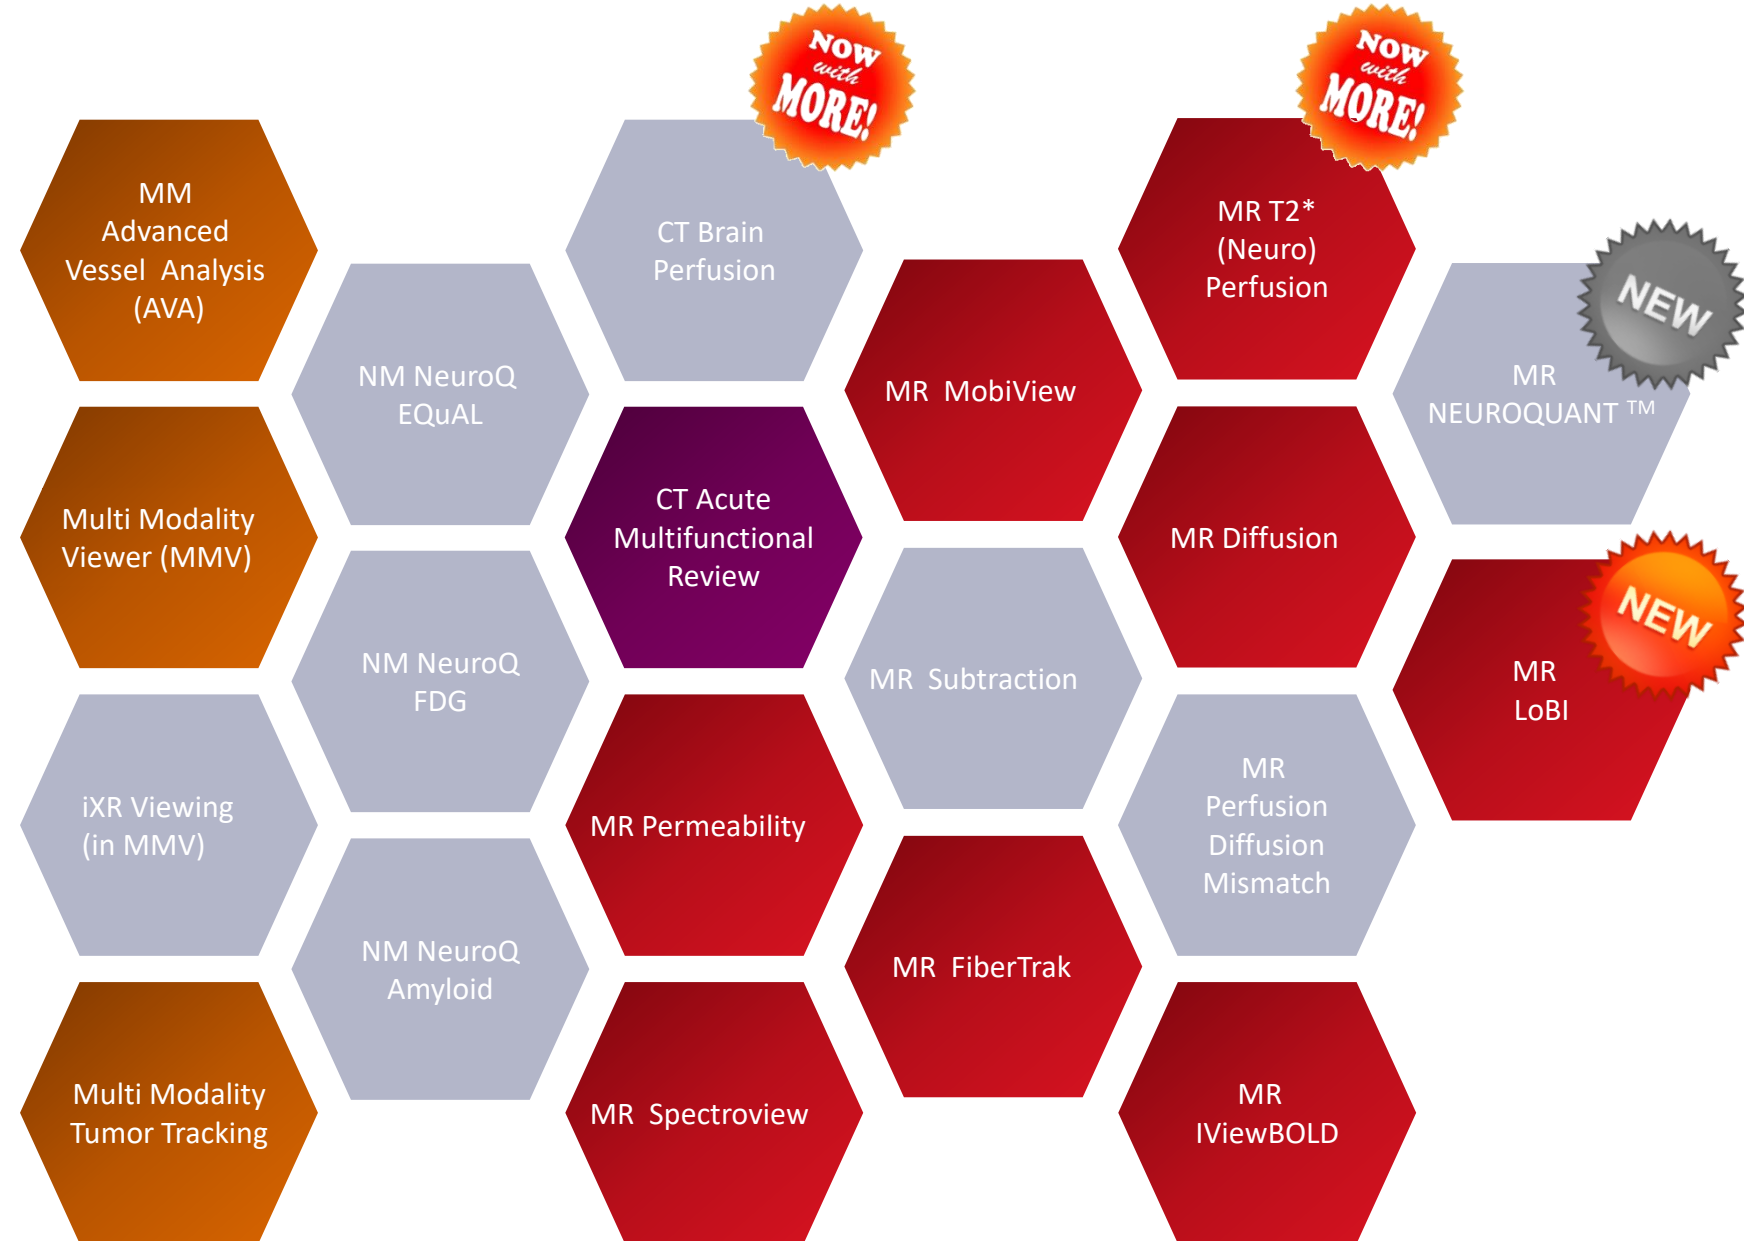 MM
Advanced
Vessel Analysis
(AVA)
Multi Modality
Viewer (MMV)
iXR Viewing
(in MMV)
Multi Modality
Tumor Tracking
NM NeuroQ
EQuAL
NM NeuroQ
FDG
NM NeuroQ
Amyloid
NOW
with
MORE!
CT Brain
Perfusion
CT Acute
Multifunctional
Review
MR Permeability
MR Spectroview
MR MobiView
MR Subtraction
MR FiberTrak
NOW
with
MORE!
MR T2*
(Neuro)
Perfusion
MR Diffusion
MR
Perfusion
Diffusion
Mismatch
MR
IViewBOLD
NEW
MR
NEUROQUANT TM
NEW
MR
LoBI